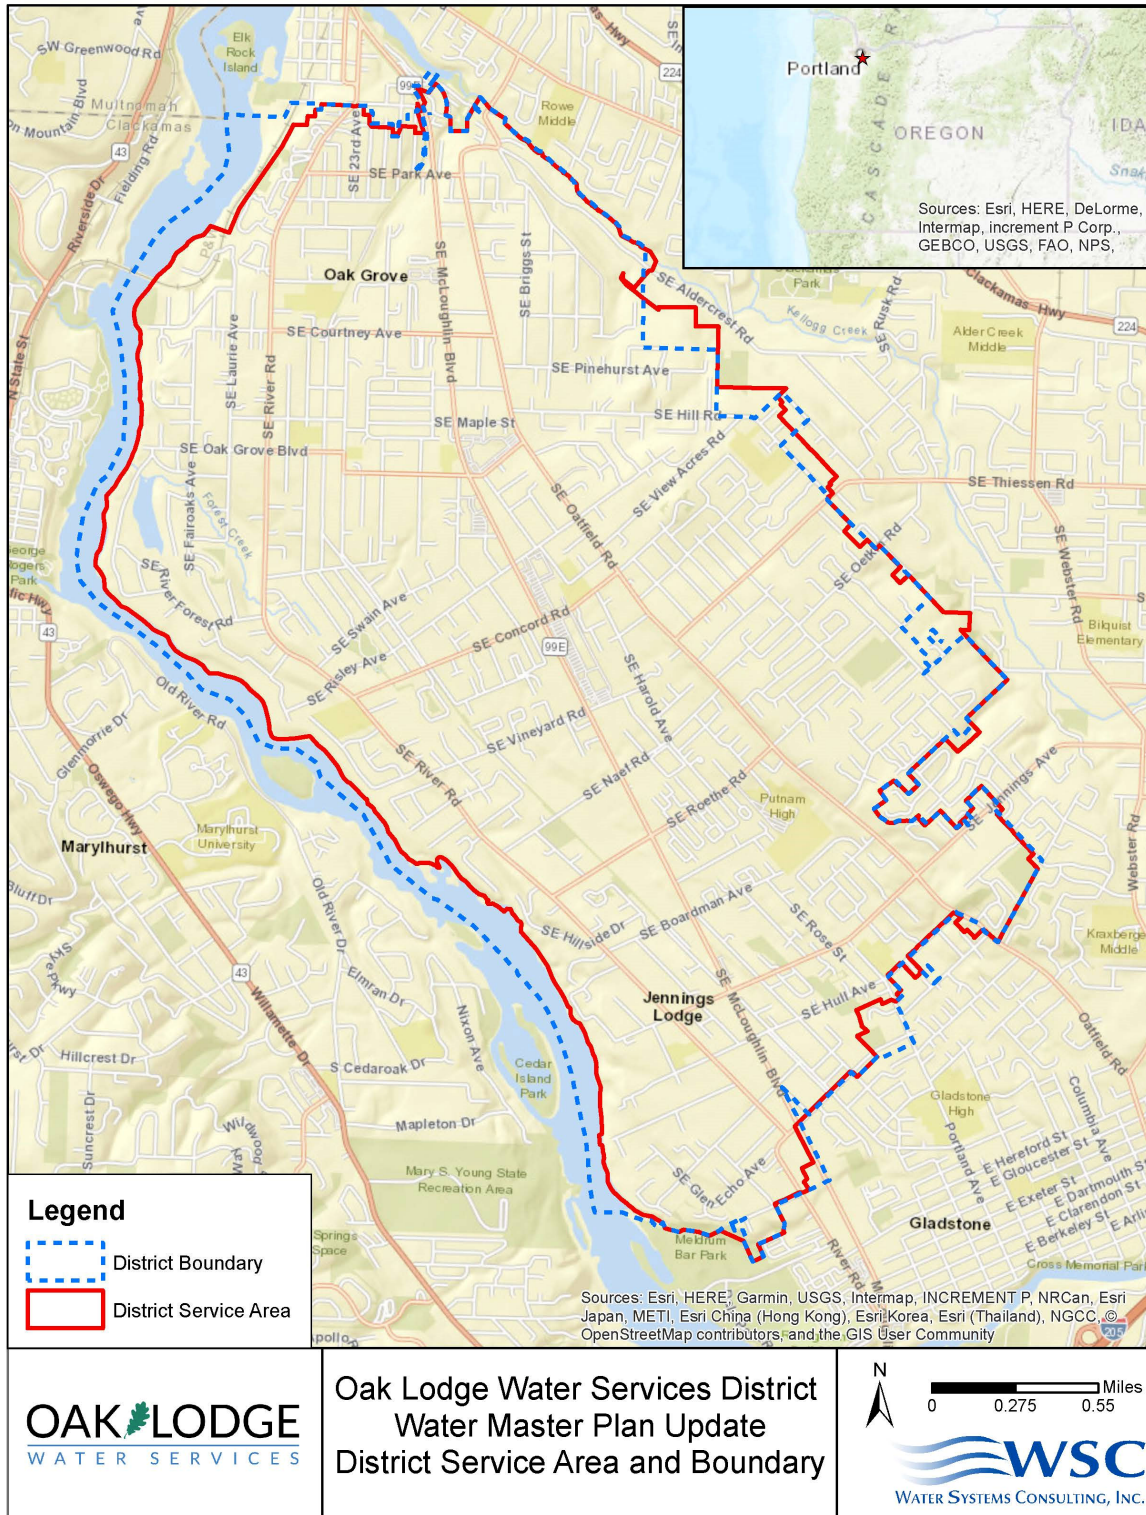 SW Greenwood Rd
Elk
Rock
Island
Multnomah
Clackamas
43
Fielding Rd
Riverside Dr
N State St
99E
Rowe
Middle
224
SE 23rd Ave
SE Park Ave
Oak Grove
SE McLoughlin Blvd
SE Briggs St
SE Courtney Ave
SE Laurie Ave
SE River Rd
SE Pinehurst Ave
SE Aldercrest Rd
Kellogg Creek
SE Rusk Rd
Clackamas Hwy
224
Alder Creek
Middle
Park
SE Maple St
SE Hill Rd
SE View Acres Rd
SE Oak Grove Blvd
SE Fairoaks Ave
Forest Creek
SE Oatfield Rd
SE Thiessen Rd
SE Webster Rd
SE Oetkin Rd
Bilquist
Elementary
George
Rogers
Park
43
SE River Forest Rd
SE Swain Ave
SE Risley Ave
SE Concord Rd
99E
SE Harold Ave
Old River Rd
SE Vineyard Rd
SE Naef Rd
SE Roethe Rd
SE River Rd
Putnam
High
SE Jennings Ave
Webster Rd
Glenmorrie Dr
Oswego Hwy
Marylhurst
Marylhurst
University
Old River Dr
SE Boardman Ave
SE Hillside Dr
SE Rose St
Kraxberger
Middle
Skye Pkwy
43
Elmran Dr
Willamette Dr
Nixon Ave
Jennings
Lodge
SE McLoughlin Blvd
SE Hull Ave
Oatfield Rd
Hillcrest Dr
Suncrest Dr
S Cedaroak Dr
Cedar
Island
Park
Gladstone
High
Portland Ave
Columbia Ave
Mapleton Dr
Mary S. Young State
Recreation Area
SE Glen Echo Ave
E Hereford St
E Gloucester St
E Exeter St
E Dartmouth St
E Clarendon St
E Berkeley St
Gladstone
Meldrum
Bar Park
River Rd
Cross Memorial Park
205
Springs
Space
Portland
OREGON
CASCADE
IDA
Snak
Sources: Esri, HERE, DeLorme,
Intermap, increment P Corp.,
GEBCO, USGS, FAO, NPS,
Legend
District Boundary
District Service Area
Sources: Esri, HERE, Garmin, USGS, Intermap, INCREMENT P, NRCan, Esri
Japan, METI, Esri China (Hong Kong), Esri Korea, Esri (Thailand), NGCC, ©
OpenStreetMap contributors, and the GIS User Community
OAK LODGE
WATER SERVICES
Oak Lodge Water Services District
Water Master Plan Update
District Service Area and Boundary
N
Miles
0 0.275 0.55
WSC
WATER SYSTEMS CONSULTING, INC.